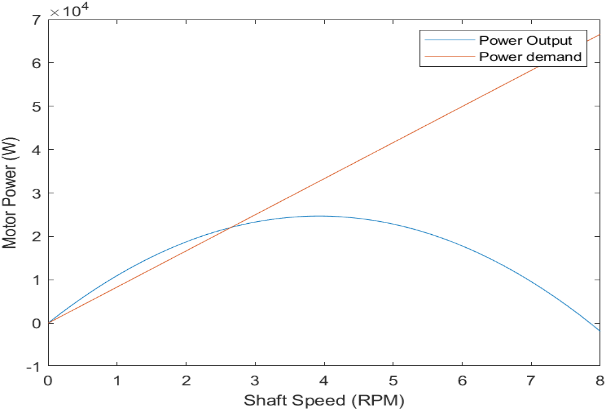 ×10⁴
7
6
5
4
3
2
1
0
-1
Motor Power (W)
Power Output
Power demand
0 1 2 3 4 5 6 7 8
Shaft Speed (RPM)